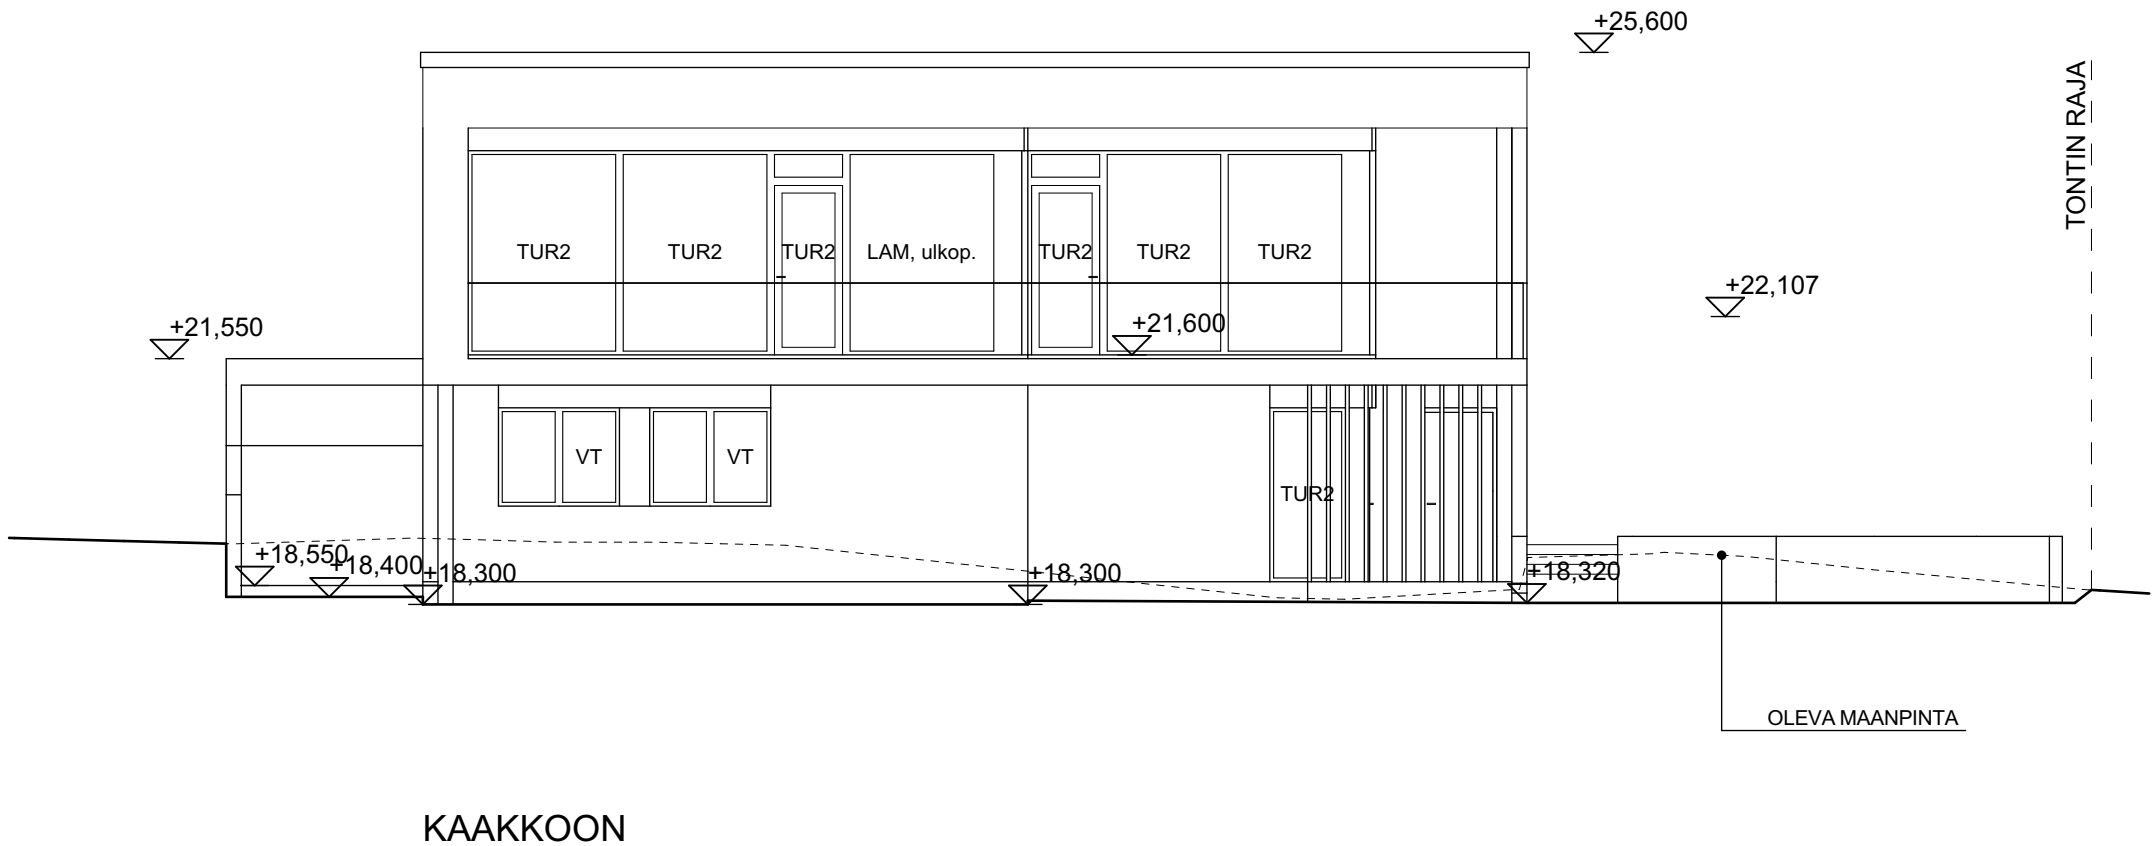 +25,600
TONTIN RAJA
TUR2
TUR2
TUR2
LAM, ulkop.
TUR2
TUR2
TUR2
+22,107
+21,550
+21,600
VT
VT
TUR2
+18,550
+18,400
+18,300
+18,300
+18,320
OLEVA MAANPINTA
KAAKKOON